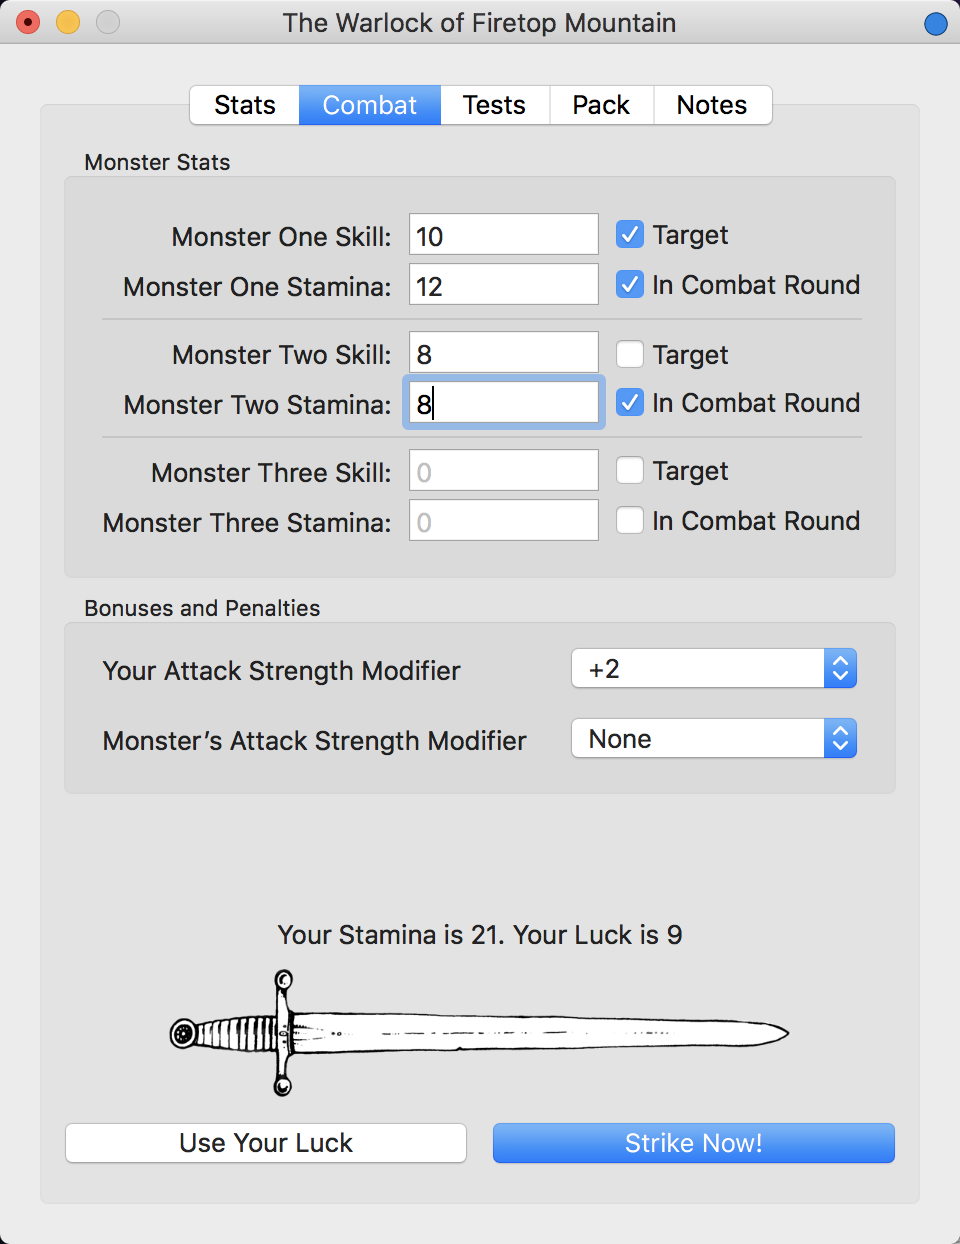 The Warlock of Firetop Mountain
Stats Combat Tests Pack Notes
Monster Stats
Monster One Skill: 10 Target
Monster One Stamina: 12 In Combat Round
Monster Two Skill: 8 Target
Monster Two Stamina: 8 In Combat Round
Monster Three Skill: 0 Target
Monster Three Stamina: 0 In Combat Round
Bonuses and Penalties
Your Attack Strength Modifier +2
Monster’s Attack Strength Modifier None
Your Stamina is 21. Your Luck is 9
Use Your Luck Strike Now!